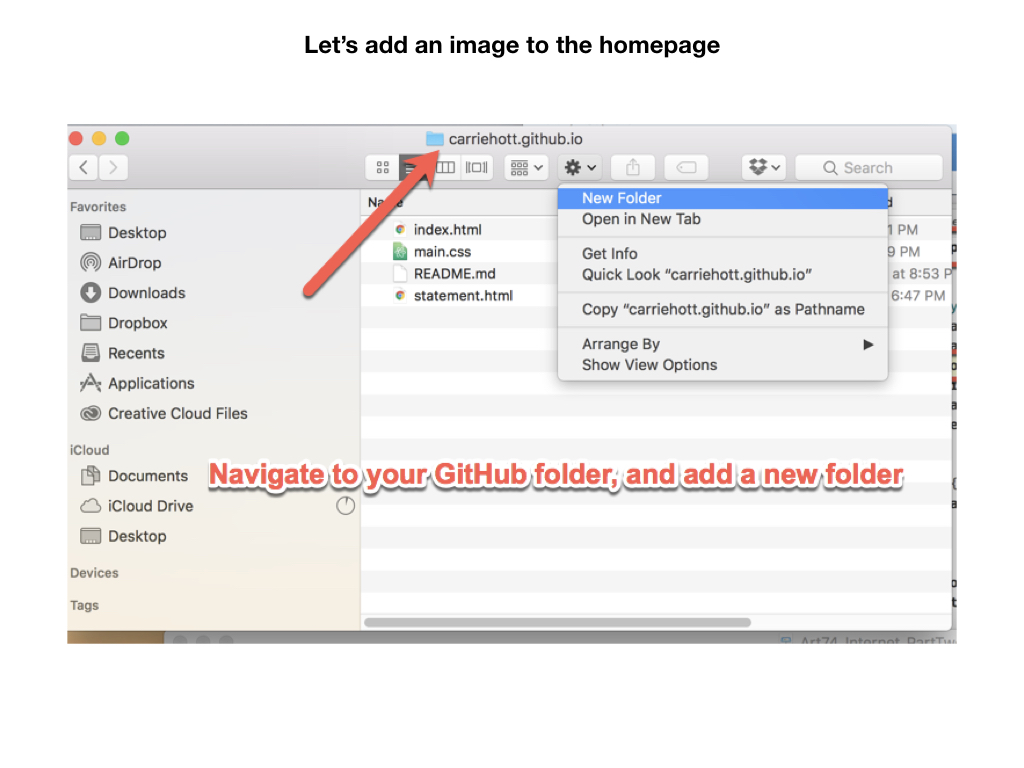 Let’s add an image to the homepage
carriehott.github.io
Search
Favorites
Desktop
AirDrop
Downloads
Dropbox
Recents
Applications
Creative Cloud Files
iCloud
Documents
iCloud Drive
Desktop
Devices
Tags
index.html
main.css
README.md
statement.html
New Folder
Open in New Tab
Get Info
Quick Look “carriehott.github.io”
Copy “carriehott.github.io” as Pathname
Arrange By
Show View Options
PM
PM
at 8:53 P
6:47 PM
Navigate to your GitHub folder, and add a new folder
Art74_Internet_PartTw